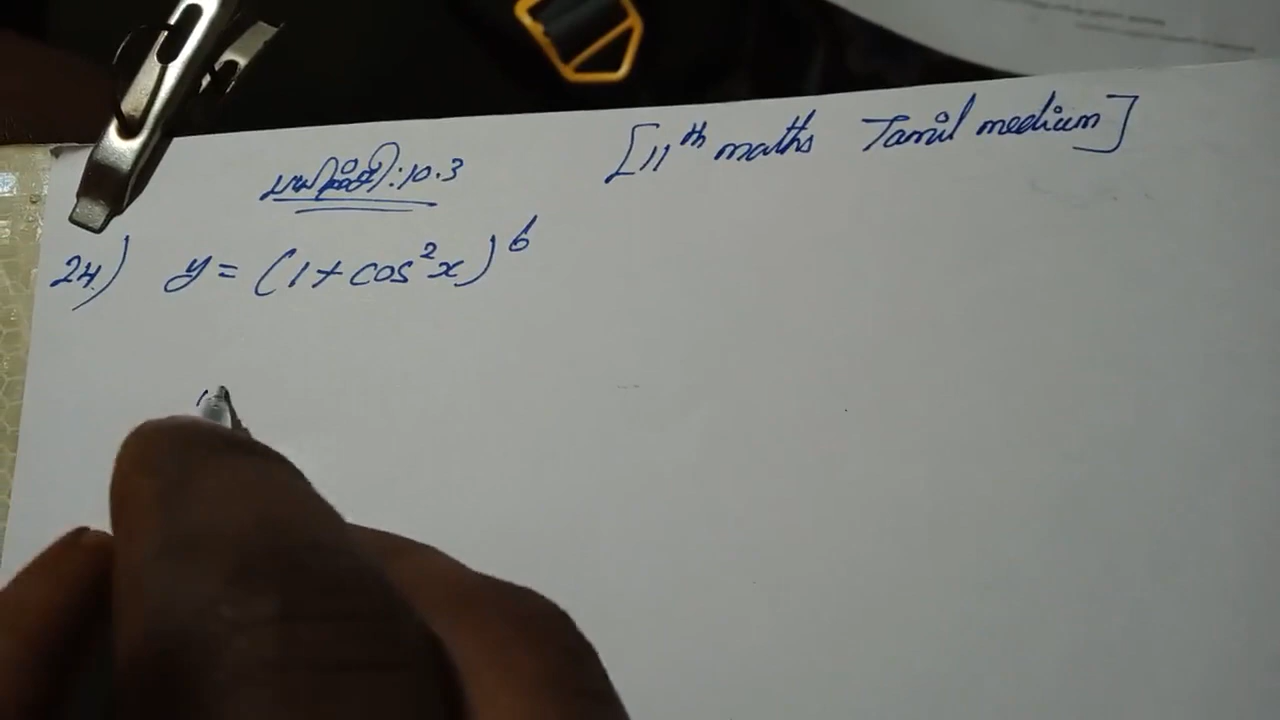 [11th maths Tamil medium]
பயிற்சி: 10.3
24.) y = (1 + cos²x)⁶